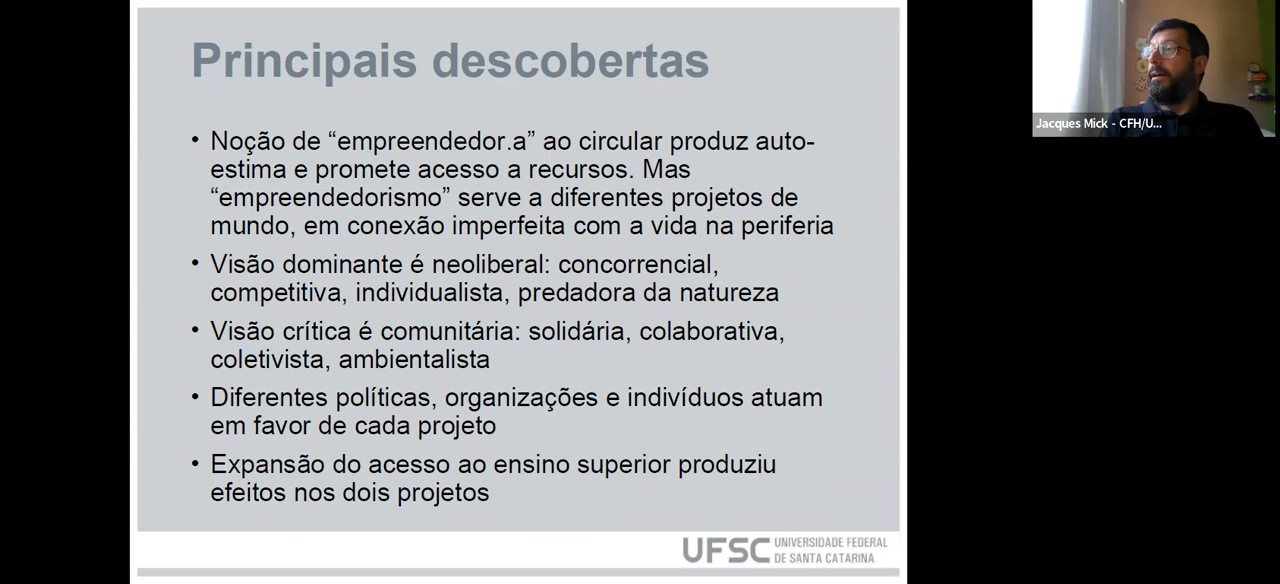 Principais descobertas
• Noção de “empreendedor.a” ao circular produz auto-
estima e promete acesso a recursos. Mas
“empreendedorismo” serve a diferentes projetos de
mundo, em conexão imperfeita com a vida na periferia
• Visão dominante é neoliberal: concorrencial,
competitiva, individualista, predadora da natureza
• Visão crítica é comunitária: solidária, colaborativa,
coletivista, ambientalista
• Diferentes políticas, organizações e indivíduos atuam
em favor de cada projeto
• Expansão do acesso ao ensino superior produziu
efeitos nos dois projetos
UFSC UNIVERSIDADE FEDERAL
DE SANTA CATARINA
Jacques Mick - CFH/U...